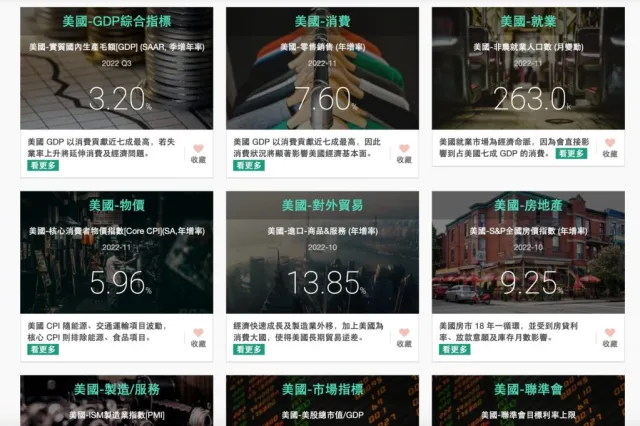 美國-GDP綜合指標
美國-實質國內生產毛額[GDP] (SAAR, 季增年率)
2022 Q3
3.20%
美國 GDP 以消費貢獻近七成最高，若失
業率上升將延伸消費及經濟問題。
看更多
收藏
美國-消費
美國-零售銷售 (年增率)
2022-11
7.60%
美國 GDP 以消費貢獻近七成最高，因此
消費狀況將顯著影響美國經濟基本面。
看更多
收藏
美國-就業
美國-非農就業人口數 (月變動)
2022-11
263.0k
美國就業市場為經濟命脈，因為會直接影
響到占美國七成 GDP 的消費。 看更多
收藏
美國-物價
美國-核心消費者物價指數[Core CPI](SA,年增率)
2022-11
5.96%
美國 CPI 隨能源、交通運輸項目波動，
核心 CPI 則排除能源、食品項目。
看更多
收藏
美國-對外貿易
美國-進口-商品&服務 (年增率)
2022-10
13.85%
經濟快速成長及製造業外移，加上美國為
消費大國，使得美國長期貿易逆差。
看更多
收藏
美國-房地產
美國-S&P全國房價指數 (年增率)
2022-10
9.25%
美國房市 18 年一循環，並受到房貸利
率、放款意願及庫存月數影響。
看更多
收藏
美國-製造/服務
美國-ISM製造業指數[PMI]
美國-市場指標
美國-美股總市值/GDP
美國-聯準會
美國-聯準會目標利率上限